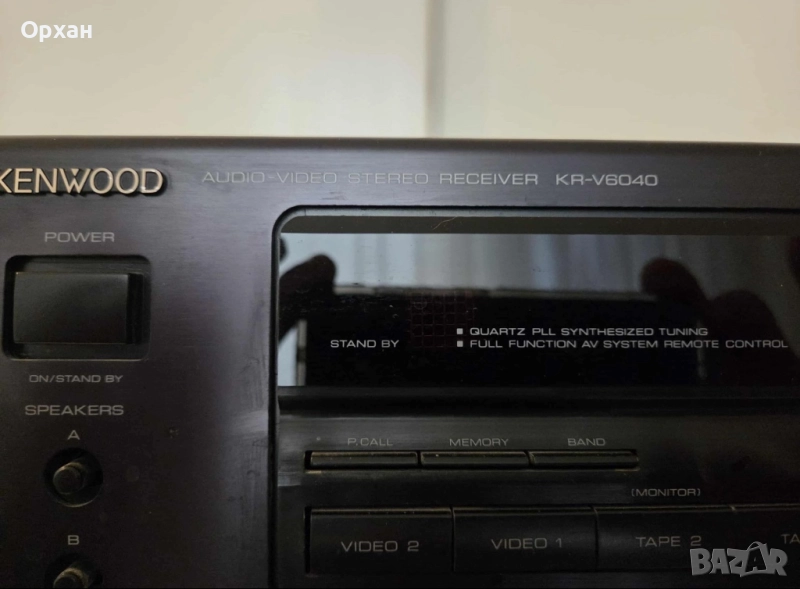 Орхан
KENWOOD AUDIO-VIDEO STEREO RECEIVER KR-V6040
POWER
ON/STAND BY
STAND BY
QUARTZ PLL SYNTHESIZED TUNING
FULL FUNCTION AV SYSTEM REMOTE CONTROL
SPEAKERS
A
B
P.CALL MEMORY BAND
(MONITOR)
VIDEO 2 VIDEO 1 TAPE 2 TA
BAZAR